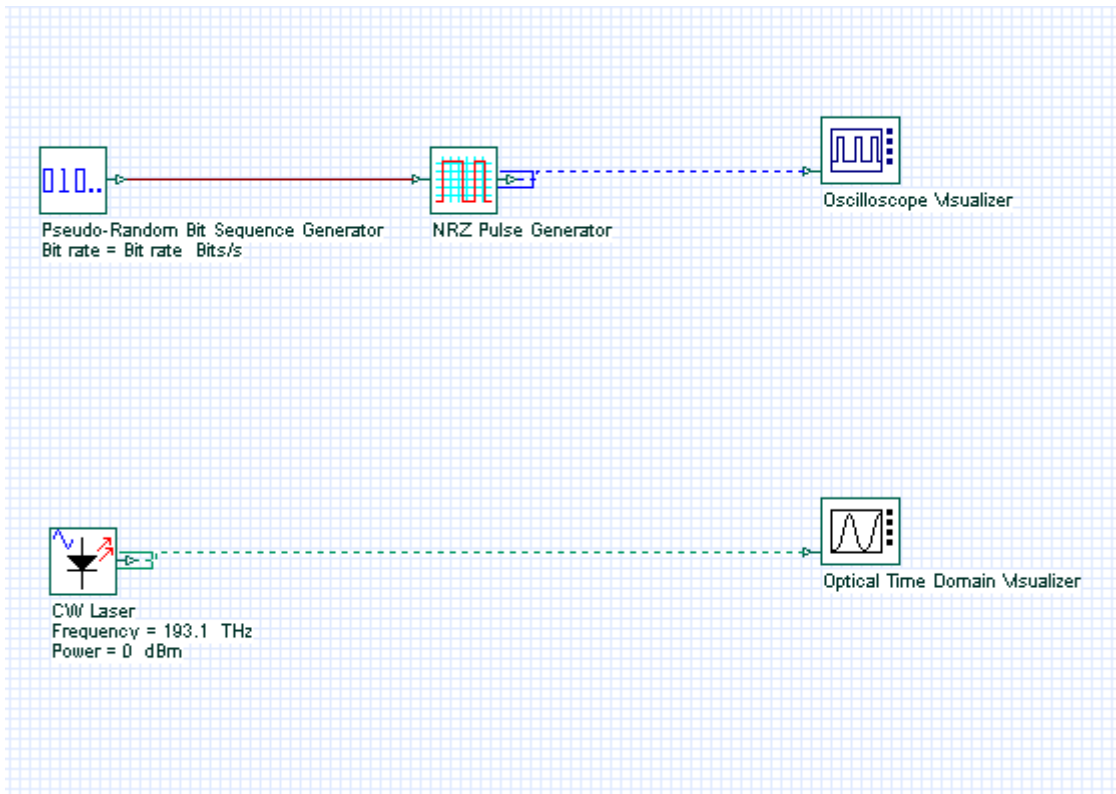 010..
Oscilloscope Visualizer
Pseudo-Random Bit Sequence Generator
Bit rate = Bit rate Bits/s
NRZ Pulse Generator
Optical Time Domain Visualizer
CW Laser
Frequency = 193.1 THz
Power = 0 dBm